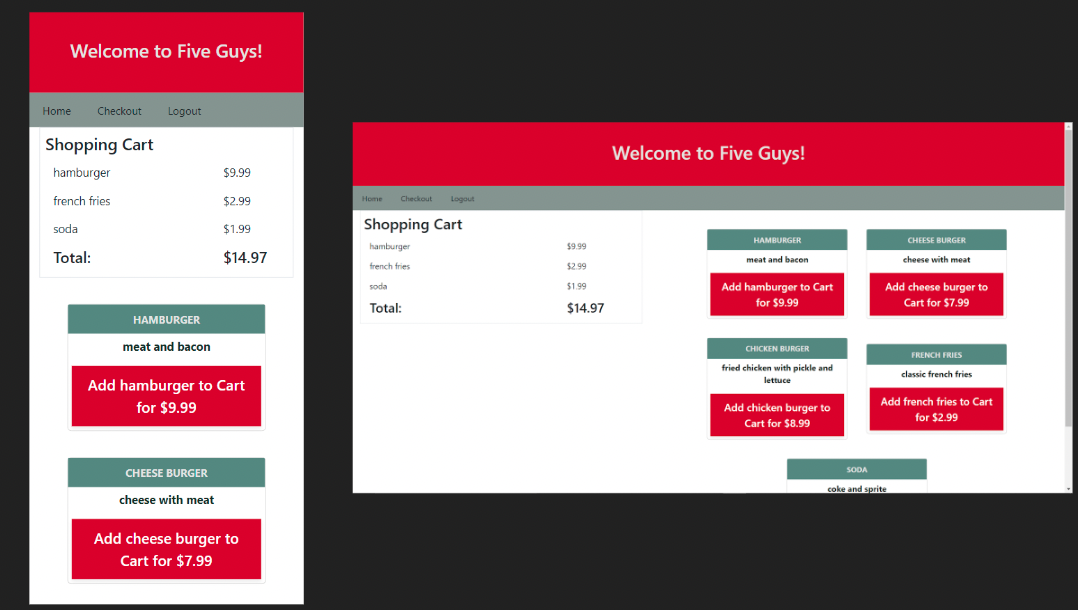 Welcome to Five Guys!
Home Checkout Logout
Shopping Cart
hamburger $9.99
french fries $2.99
soda $1.99
Total: $14.97
HAMBURGER
meat and bacon
Add hamburger to Cart
for $9.99
CHEESE BURGER
cheese with meat
Add cheese burger to
Cart for $7.99
Welcome to Five Guys!
Home Checkout Logout
Shopping Cart
hamburger $9.99
french fries $2.99
soda $1.99
Total: $14.97
HAMBURGER
meat and bacon
Add hamburger to Cart
for $9.99
CHEESE BURGER
cheese with meat
Add cheese burger to
Cart for $7.99
CHICKEN BURGER
fried chicken with pickle and
lettuce
Add chicken burger to
Cart for $8.99
FRENCH FRIES
classic french fries
Add french fries to Cart
for $2.99
SODA
coke and sprite